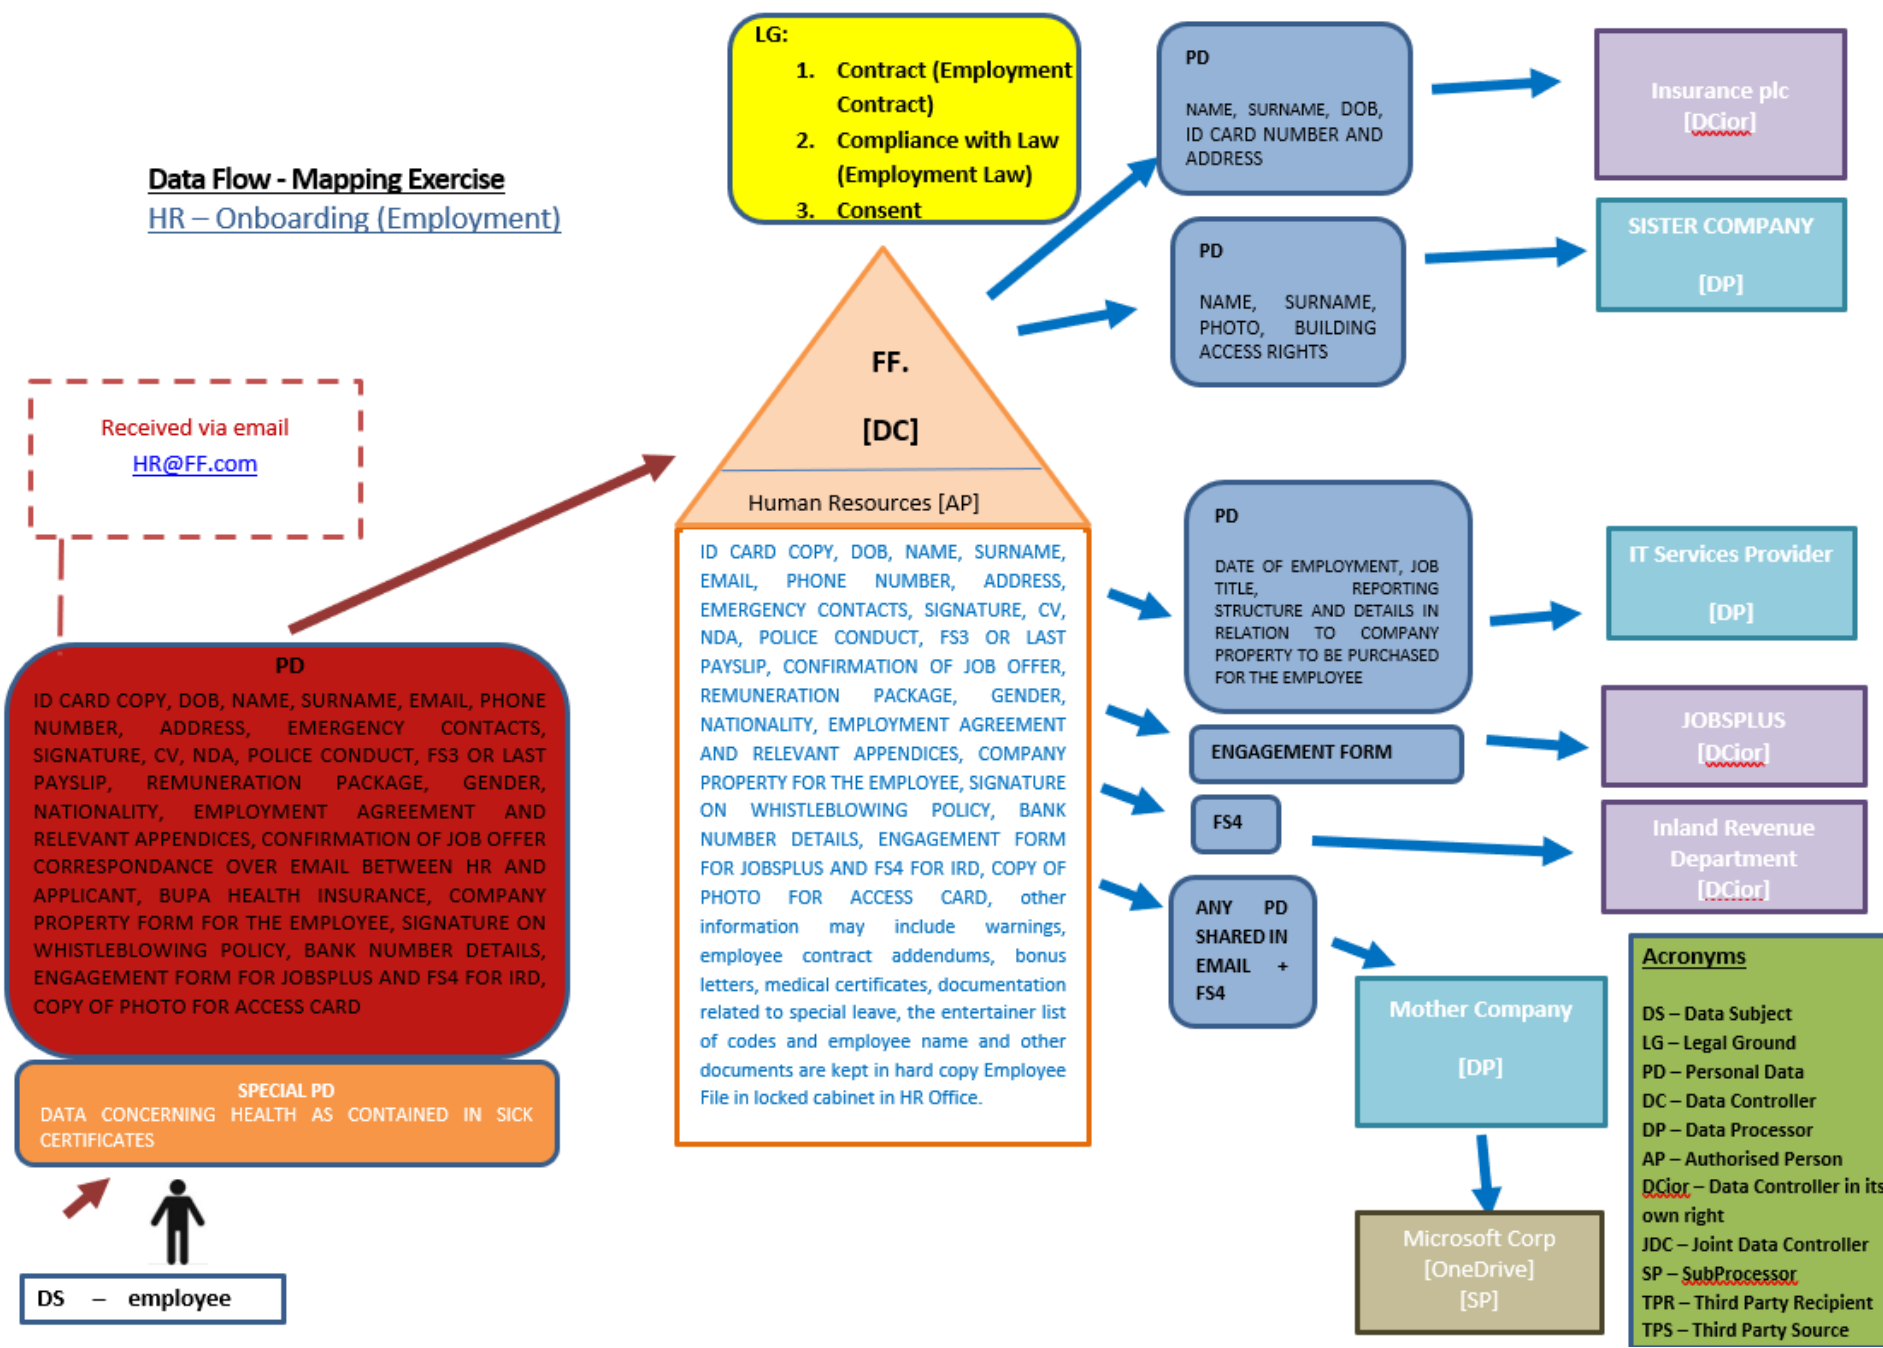 Data Flow - Mapping Exercise
HR – Onboarding (Employment)
LG:
1. Contract (Employment
Contract)
2. Compliance with Law
(Employment Law)
3. Consent
PD
NAME, SURNAME, DOB,
ID CARD NUMBER AND
ADDRESS
Insurance plc
[DCior]
PD
NAME, SURNAME,
PHOTO, BUILDING
ACCESS RIGHTS
SISTER COMPANY
[DP]
Received via email
HR@FF.com
FF.
[DC]
Human Resources [AP]
ID CARD COPY, DOB, NAME, SURNAME,
EMAIL, PHONE NUMBER, ADDRESS,
EMERGENCY CONTACTS, SIGNATURE, CV,
NDA, POLICE CONDUCT, FS3 OR LAST
PAYSLIP, CONFIRMATION OF JOB OFFER,
REMUNERATION PACKAGE, GENDER,
NATIONALITY, EMPLOYMENT AGREEMENT
AND RELEVANT APPENDICES, COMPANY
PROPERTY FOR THE EMPLOYEE, SIGNATURE
ON WHISTLEBLOWING POLICY, BANK
NUMBER DETAILS, ENGAGEMENT FORM
FOR JOBSPLUS AND FS4 FOR IRD, COPY OF
PHOTO FOR ACCESS CARD, other
information may include warnings,
employee contract addendums, bonus
letters, medical certificates, documentation
related to special leave, the entertainer list
of codes and employee name and other
documents are kept in hard copy Employee
File in locked cabinet in HR Office.
PD
DATE OF EMPLOYMENT, JOB
TITLE, REPORTING
STRUCTURE AND DETAILS IN
RELATION TO COMPANY
PROPERTY TO BE PURCHASED
FOR THE EMPLOYEE
IT Services Provider
[DP]
ENGAGEMENT FORM
JOBSPLUS
[DCior]
FS4
Inland Revenue
Department
[DCior]
ANY PD
SHARED IN
EMAIL +
FS4
Mother Company
[DP]
Microsoft Corp
[OneDrive]
[SP]
PD
ID CARD COPY, DOB, NAME, SURNAME, EMAIL, PHONE
NUMBER, ADDRESS, EMERGENCY CONTACTS,
SIGNATURE, CV, NDA, POLICE CONDUCT, FS3 OR LAST
PAYSLIP, REMUNERATION PACKAGE, GENDER,
NATIONALITY, EMPLOYMENT AGREEMENT AND
RELEVANT APPENDICES, CONFIRMATION OF JOB OFFER
CORRESPONDANCE OVER EMAIL BETWEEN HR AND
APPLICANT, BUPA HEALTH INSURANCE, COMPANY
PROPERTY FORM FOR THE EMPLOYEE, SIGNATURE ON
WHISTLEBLOWING POLICY, BANK NUMBER DETAILS,
ENGAGEMENT FORM FOR JOBSPLUS AND FS4 FOR IRD,
COPY OF PHOTO FOR ACCESS CARD
SPECIAL PD
DATA CONCERNING HEALTH AS CONTAINED IN SICK
CERTIFICATES
DS – employee
Acronyms
DS – Data Subject
LG – Legal Ground
PD – Personal Data
DC – Data Controller
DP – Data Processor
AP – Authorised Person
DCior – Data Controller in its
own right
JDC – Joint Data Controller
SP – SubProcessor
TPR – Third Party Recipient
TPS – Third Party Source